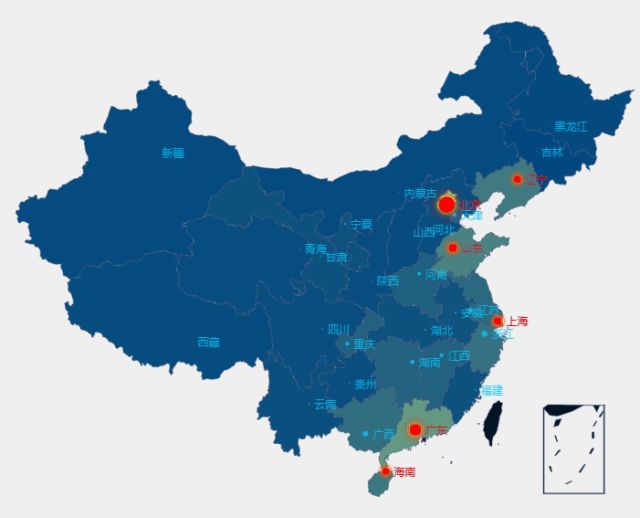 黑龙江
吉林
新疆
辽宁
内蒙古
北京
天津
宁夏
山西
河北
青海
山东
甘肃
河南
陕西
江苏
安徽
上海
四川
湖北
浙江
重庆
江西
湖南
贵州
福建
西藏
云南
广东
广西
海南